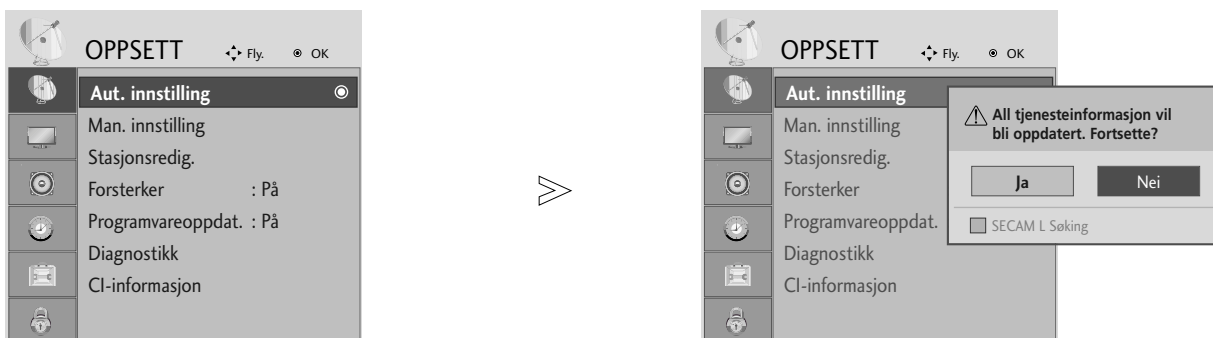 OPPSETT Fly. OK
Aut. innstilling
Man. innstilling
Stasjonsredig.
Forsterker : På
Programvareoppdat. : På
Diagnostikk
CI-informasjon
OPPSETT Fly. OK
Aut. innstilling
Man. innstilling
Stasjonsredig.
Forsterker
Programvareoppdat.
Diagnostikk
CI-informasjon
All tjenesteinformasjon vil
bli oppdatert. Fortsette?
Ja Nei
SECAM L Søking